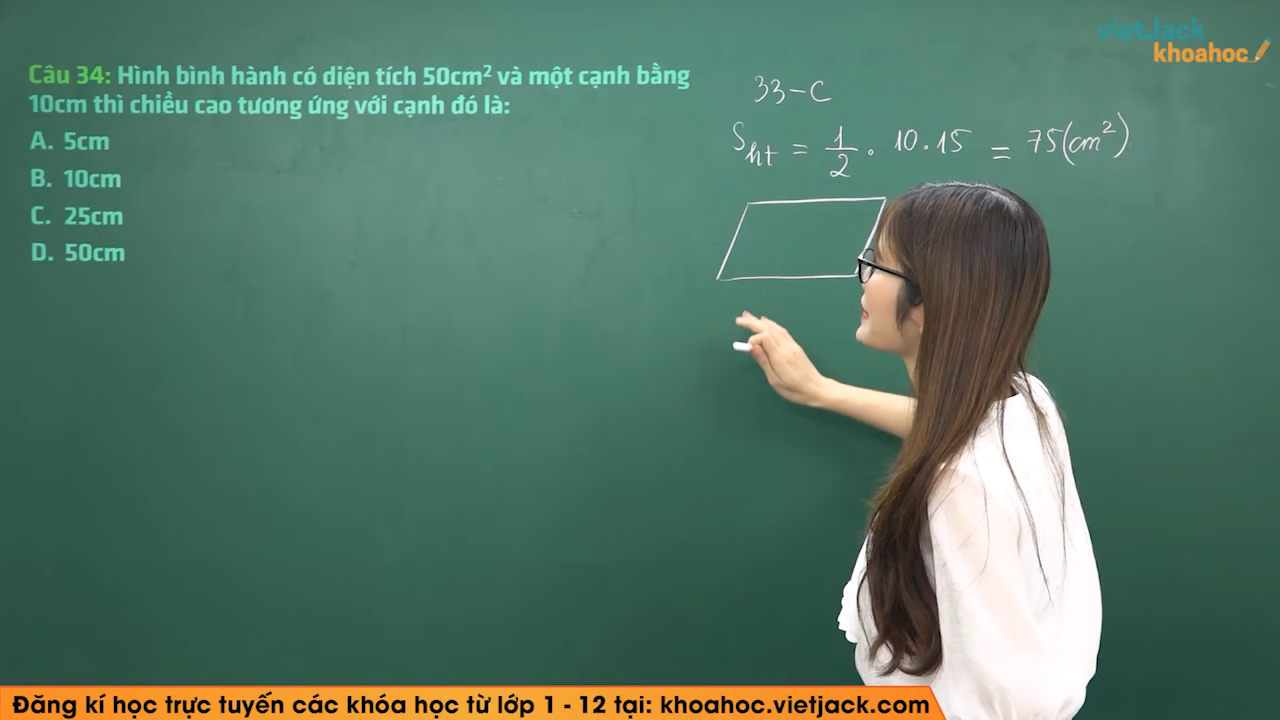 vietJack
khoahoc
Câu 34: Hình bình hành có diện tích 50cm² và một cạnh bằng
10cm thì chiều cao tương ứng với cạnh đó là:
A. 5cm
B. 10cm
C. 25cm
D. 50cm
33-C
S_ht = 1/2 . 10.15 = 75(cm²)
Đăng kí học trực tuyến các khóa học từ lớp 1 - 12 tại: khoahoc.vietjack.com